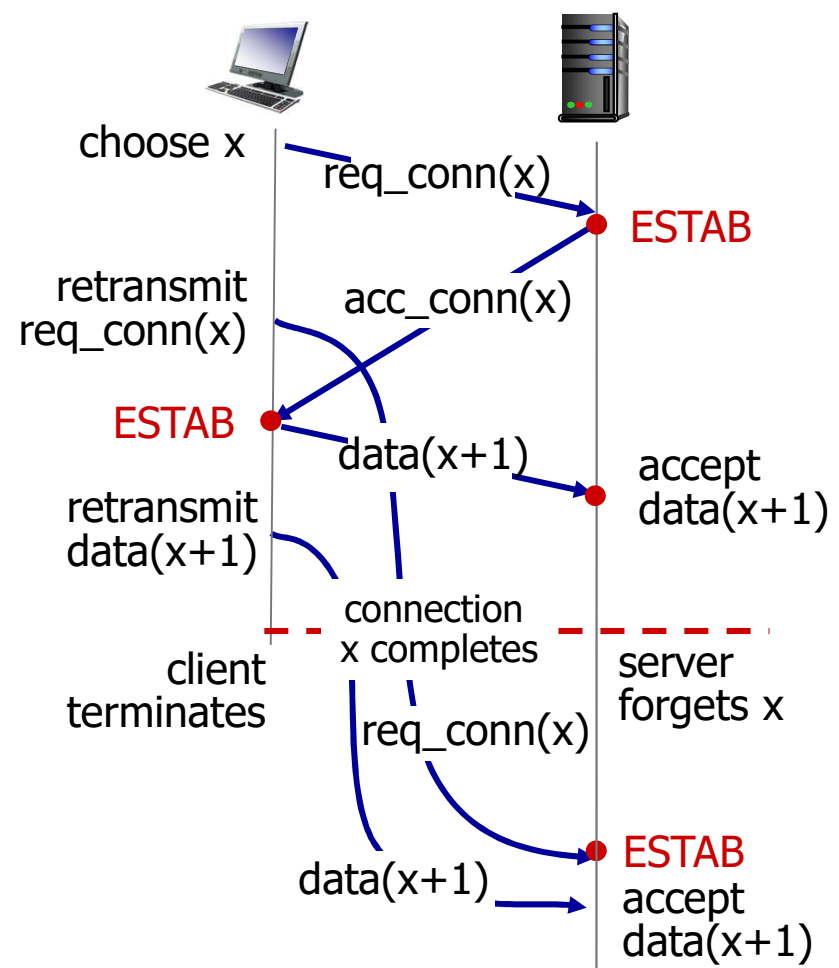 choose x
req_conn(x)
ESTAB
retransmit
req_conn(x)
acc_conn(x)
ESTAB
data(x+1)
accept
data(x+1)
retransmit
data(x+1)
connection
x completes
client
terminates
server
forgets x
req_conn(x)
ESTAB
data(x+1)
accept
data(x+1)